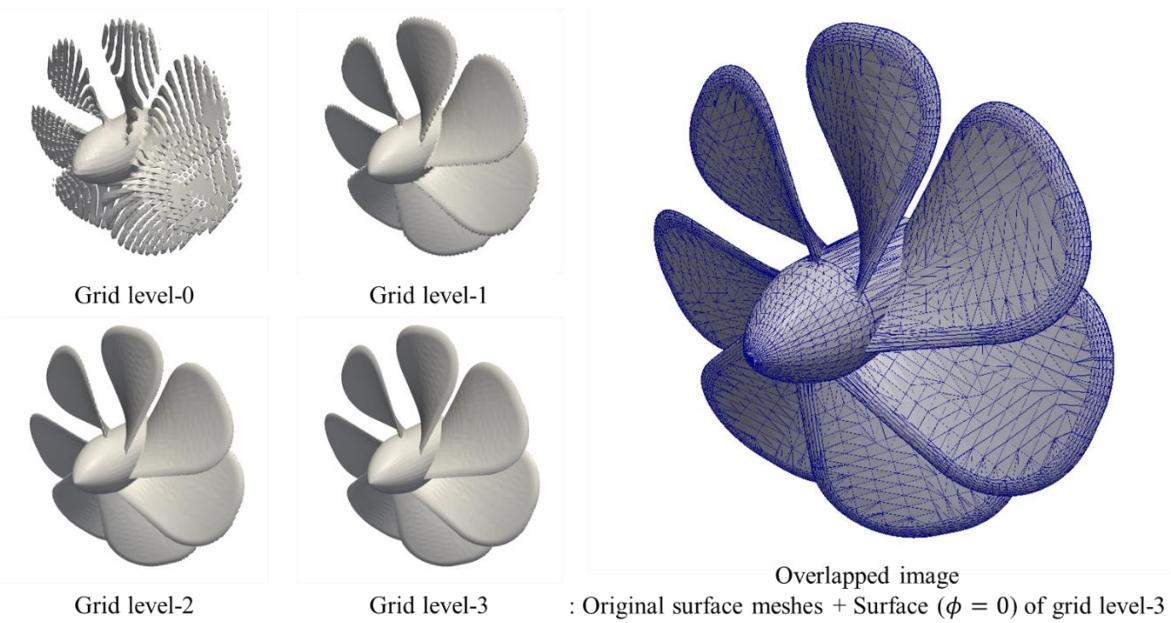 Grid level-0
Grid level-1
Grid level-2
Grid level-3
Overlapped image
: Original surface meshes + Surface (𝜙 = 0) of grid level-3